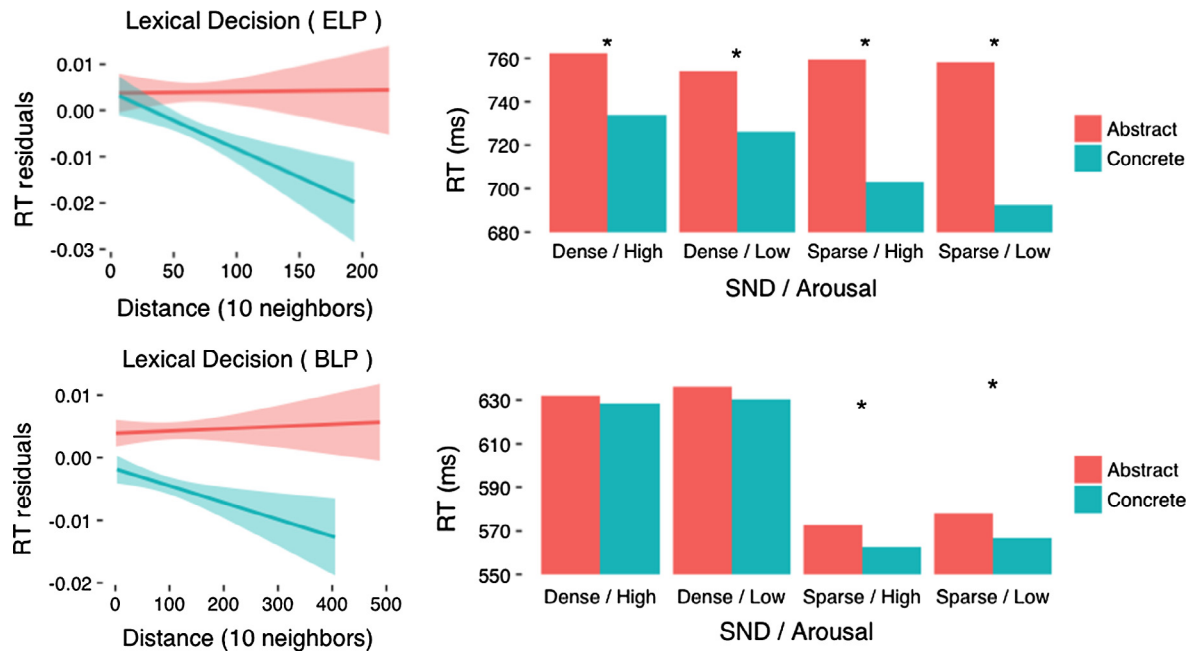 Lexical Decision ( ELP )
0.01
0.00
-0.01
-0.02
-0.03
RT residuals
0
50
100
150
200
Distance (10 neighbors)
*
*
*
*
760
740
720
700
680
RT (ms)
Dense / High
Dense / Low
Sparse / High
Sparse / Low
SND / Arousal
Abstract
Concrete
Lexical Decision ( BLP )
0.01
0.00
-0.01
-0.02
RT residuals
0
100
200
300
400
500
Distance (10 neighbors)
*
*
630
610
590
570
550
RT (ms)
Dense / High
Dense / Low
Sparse / High
Sparse / Low
SND / Arousal
Abstract
Concrete